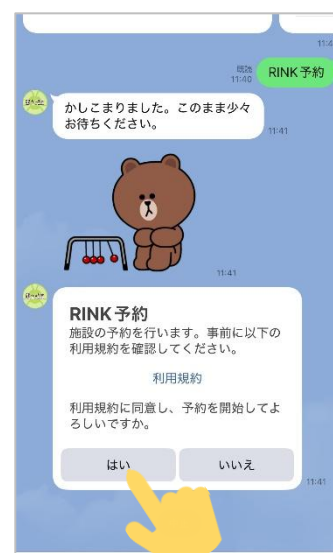 11:4
既読
11:40
RINK予約
かしこまりました。このまま少々
お待ちください。
11:41
11:41
RINK予約
施設の予約を行います。事前に以下の
利用規約を確認してください。
利用規約
利用規約に同意し、予約を開始してよ
ろしいですか。
はい
いいえ
11:41